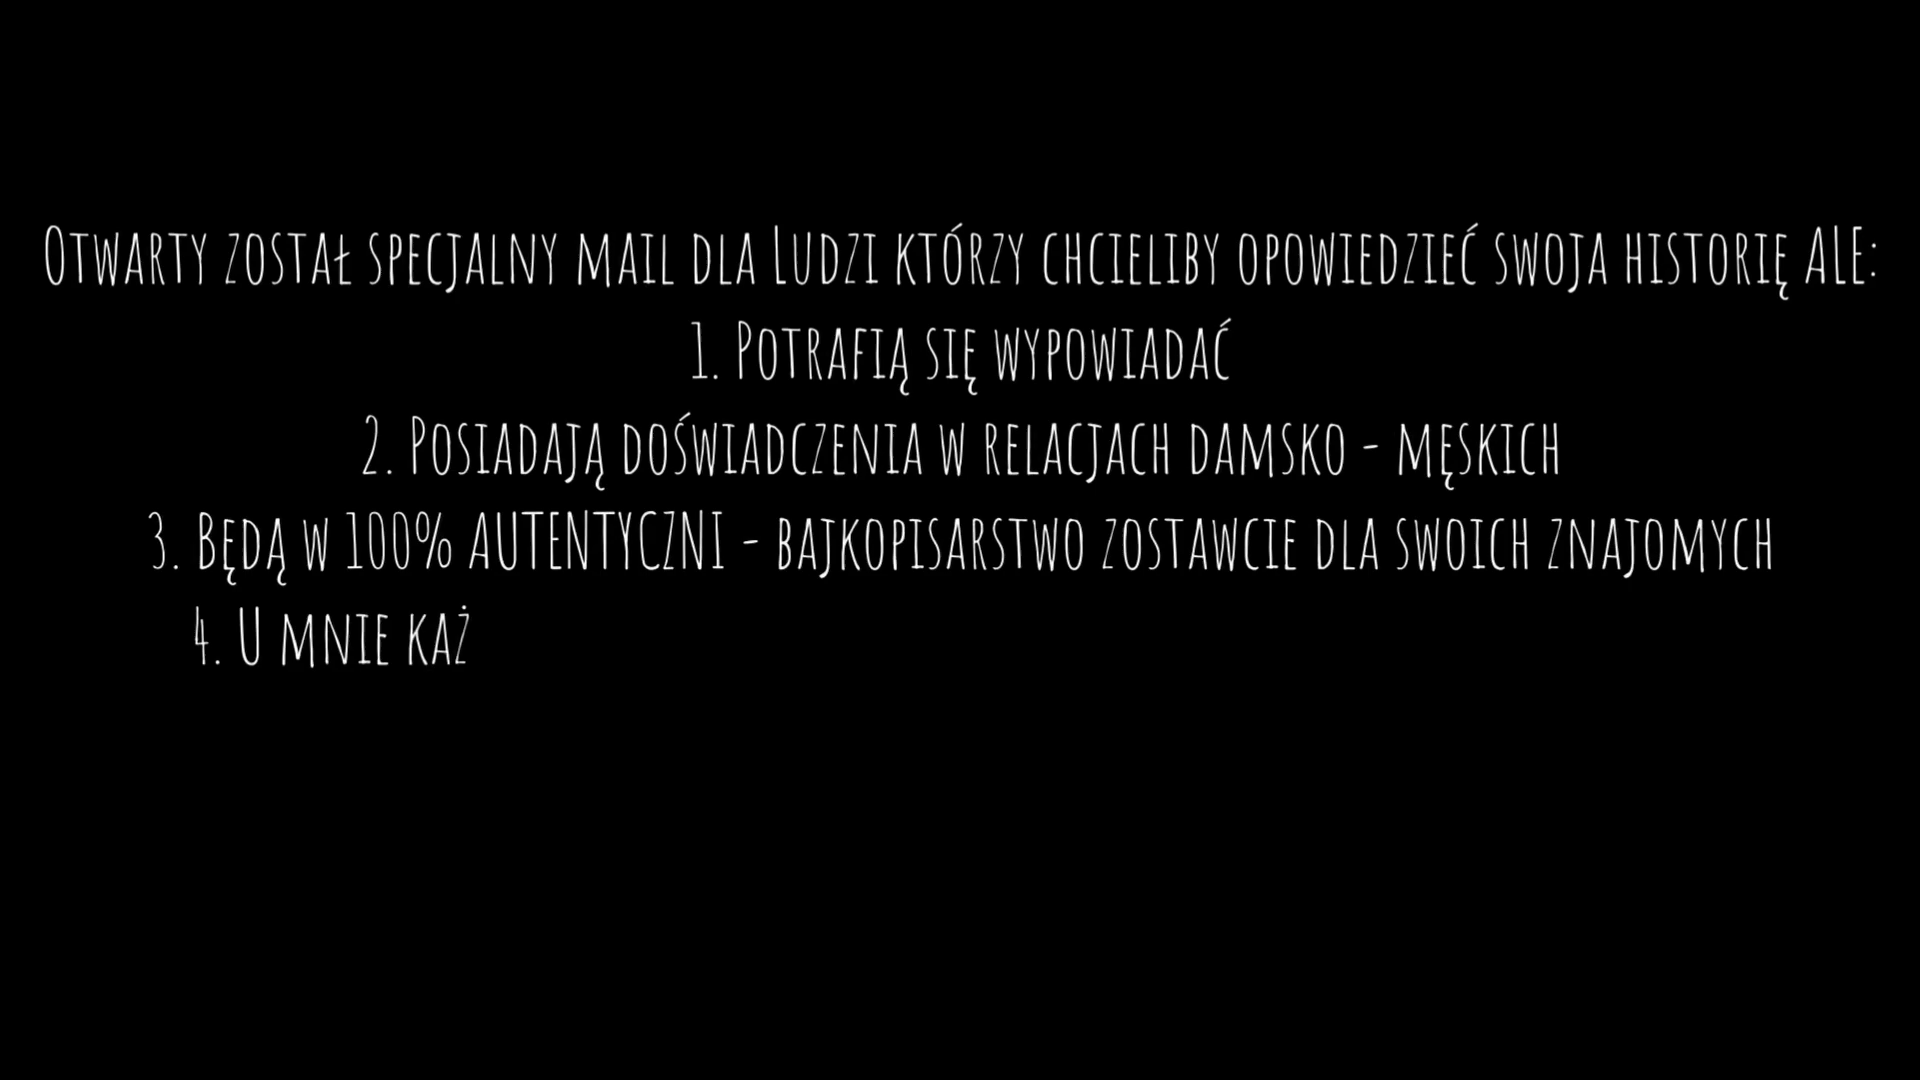 Otwarty został specjalny mail dla Ludzi którzy chcieliby opowiedzieć swoja historię ALE:
1. Potrafią się wypowiadać
2. Posiadają doświadczenia w relacjach damsko - męskich
3. Będą w 100% AUTENTYCZNI - bajkopisarstwo zostawcie dla swoich znajomych
4. U mnie każ